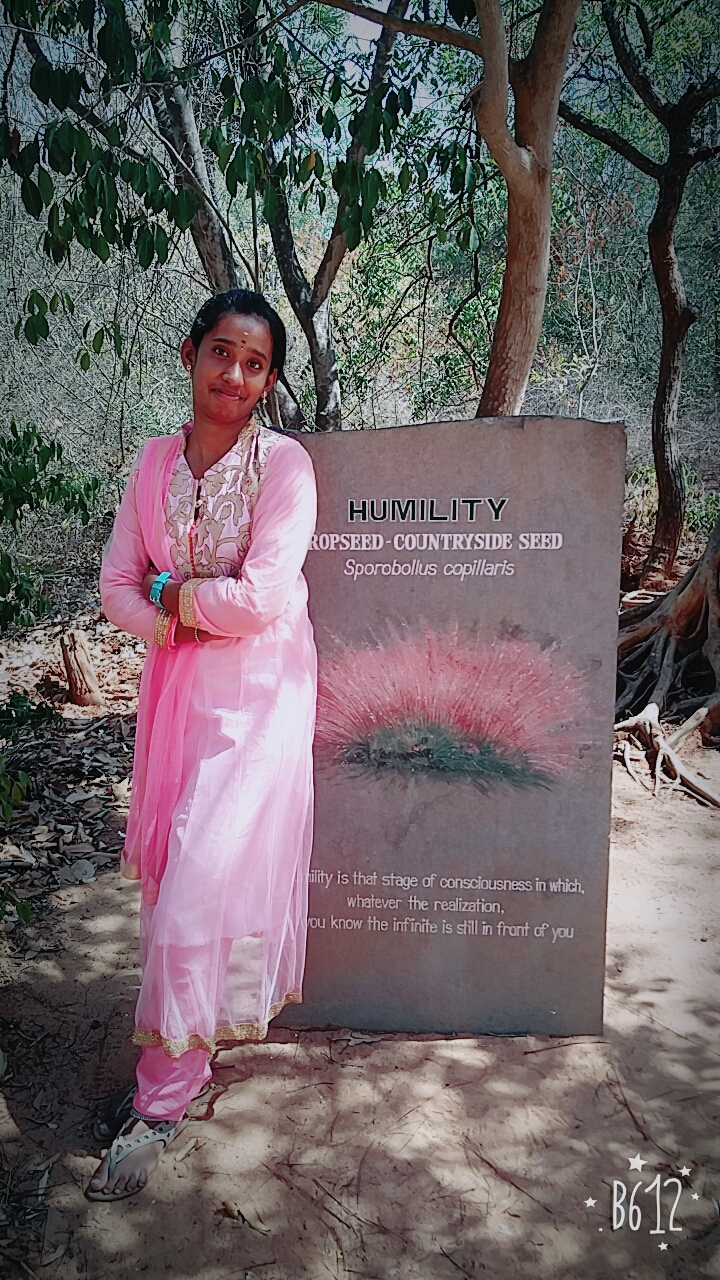 HUMILITY
ROPSEED-COUNTRYSIDE SEED
Sporobollus copillaris
ility is that stage of consciousness in which,
whatever the realization,
you know the infinite is still in front of you
B612